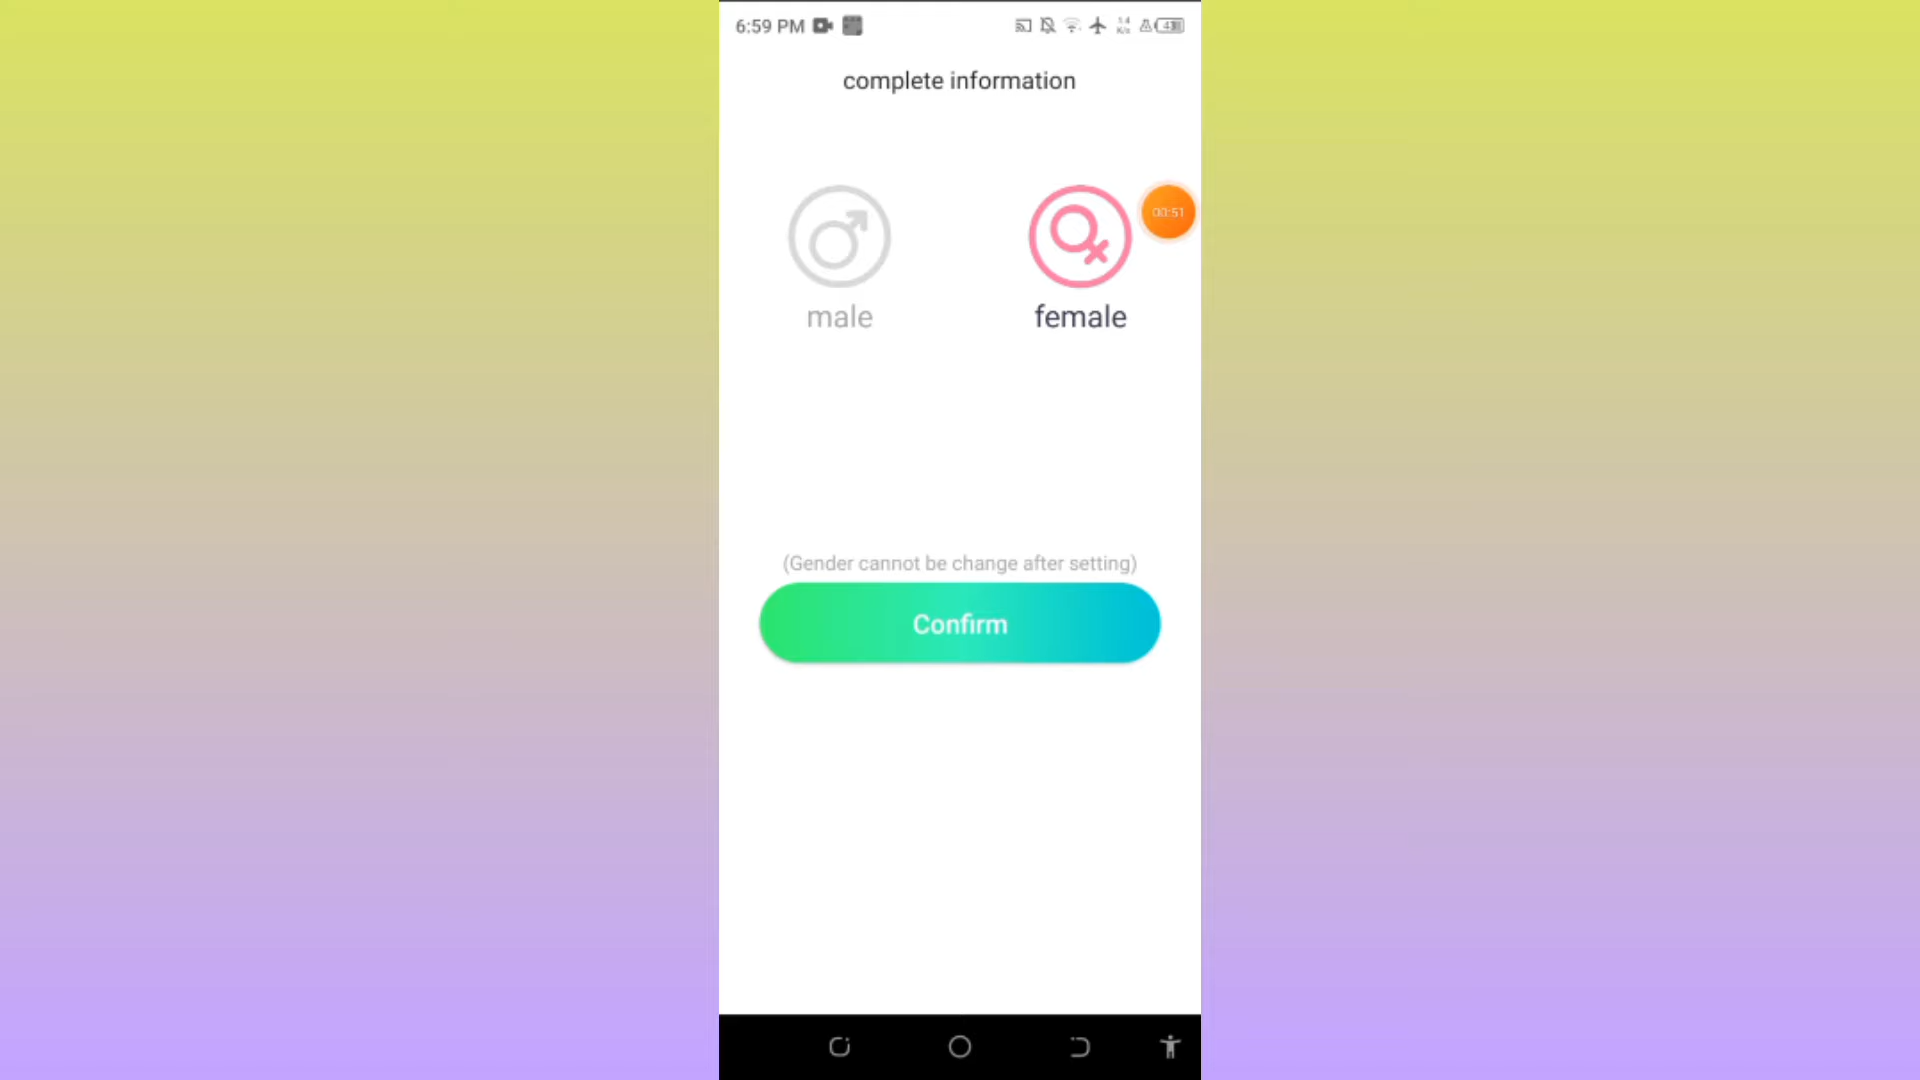 6:59 PM
complete information
00:51
male
female
(Gender cannot be change after setting)
Confirm